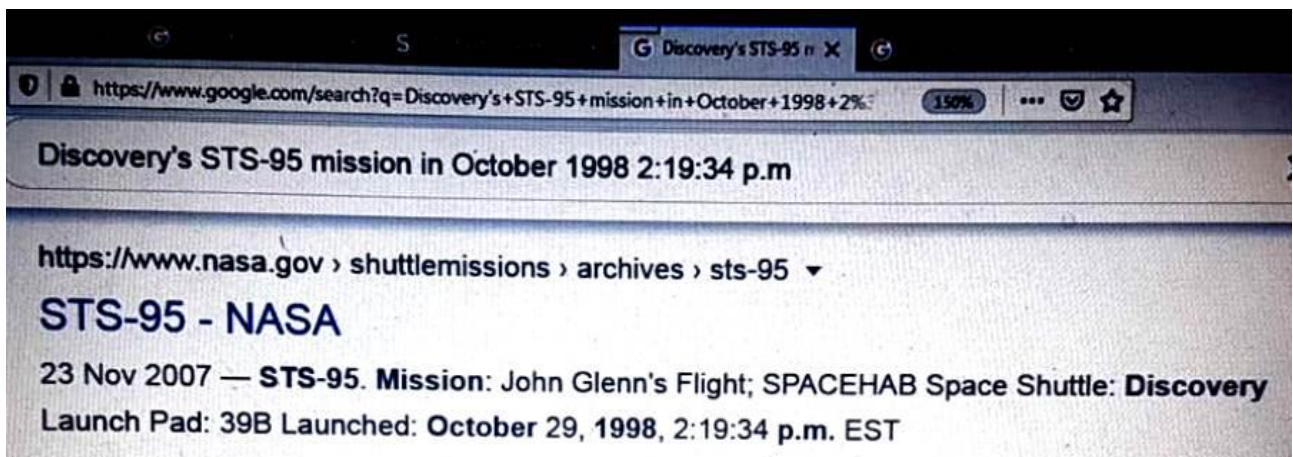 G S G Discovery's STS-95 n G
https://www.google.com/search?q=Discovery's+STS-95+mission+in+October+1998+2%3 150%
Discovery's STS-95 mission in October 1998 2:19:34 p.m
https://www.nasa.gov › shuttlemissions › archives › sts-95
STS-95 - NASA
23 Nov 2007 — STS-95. Mission: John Glenn's Flight; SPACEHAB Space Shuttle: Discovery
Launch Pad: 39B Launched: October 29, 1998, 2:19:34 p.m. EST